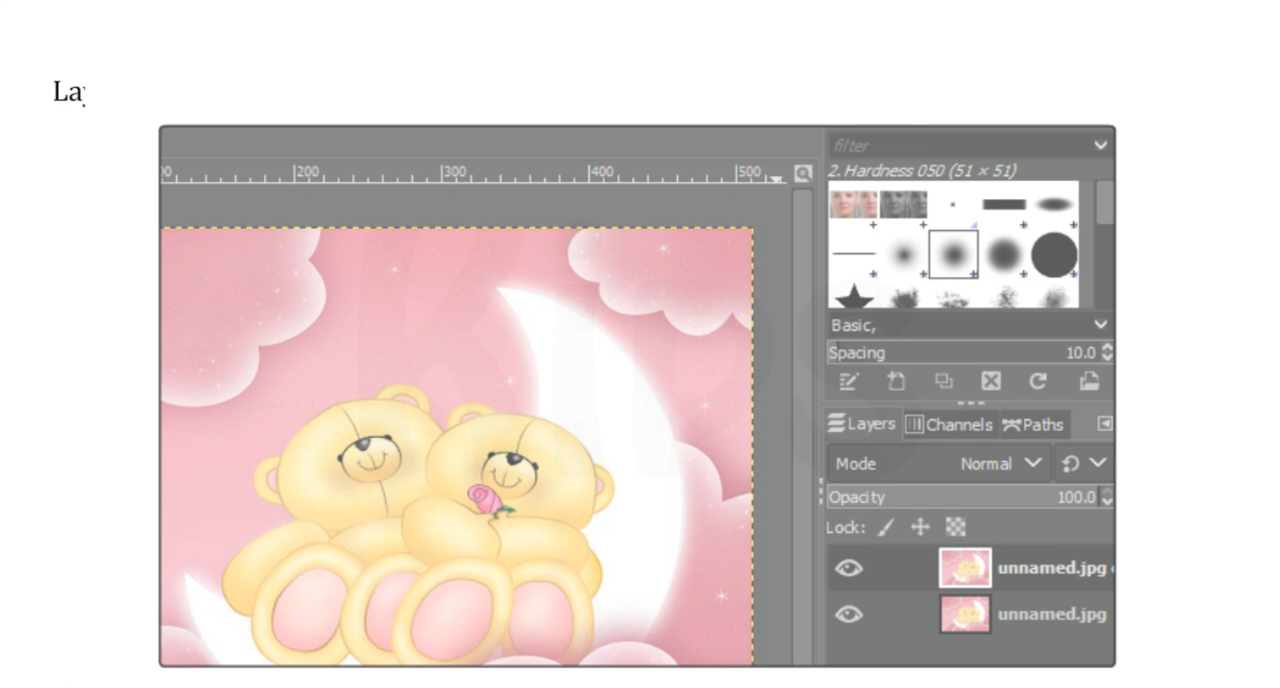 filter
200 300 400 500
2. Hardness 050 (51 × 51)
Basic,
Spacing 10.0
Layers Channels Paths
Mode Normal
Opacity 100.0
Lock:
unnamed.jpg
unnamed.jpg